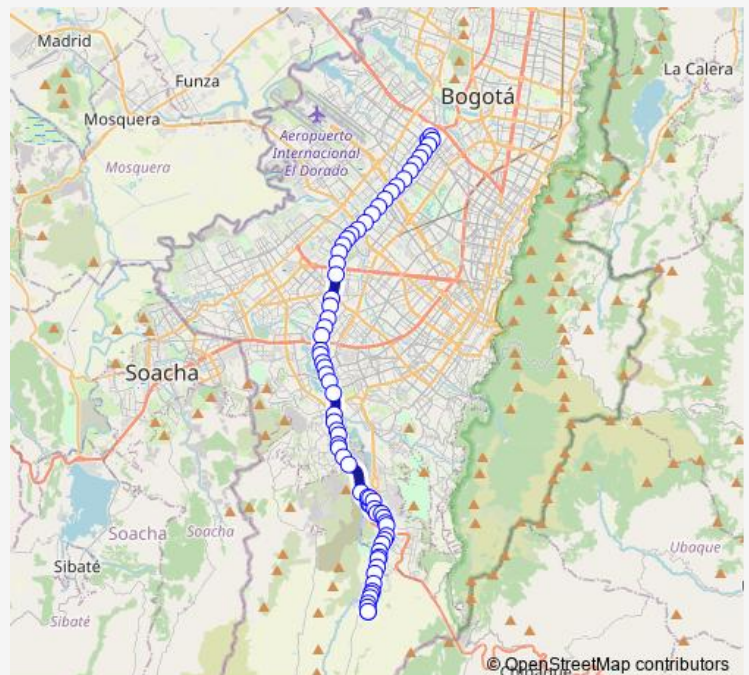 Madrid
Funza
Mosquera
Mosquera
Bogotá
La Calera
Aeropuerto
Internacional
El Dorado
Soacha
Soacha
Soacha
Sibaté
Sibaté
Ubaque
© OpenStreetMap contributors